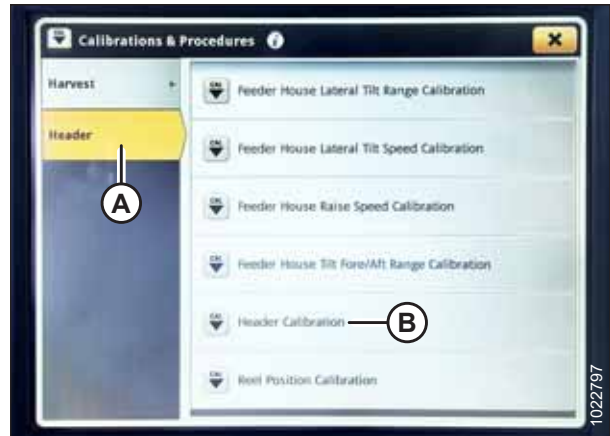 Calibrations & Procedures
Harvest
Header
A
Feeder House Lateral Tilt Range Calibration
Feeder House Lateral Tilt Speed Calibration
Feeder House Raise Speed Calibration
Feeder House Tilt Fore/Aft Range Calibration
Header Calibration
B
Reel Position Calibration
1022797